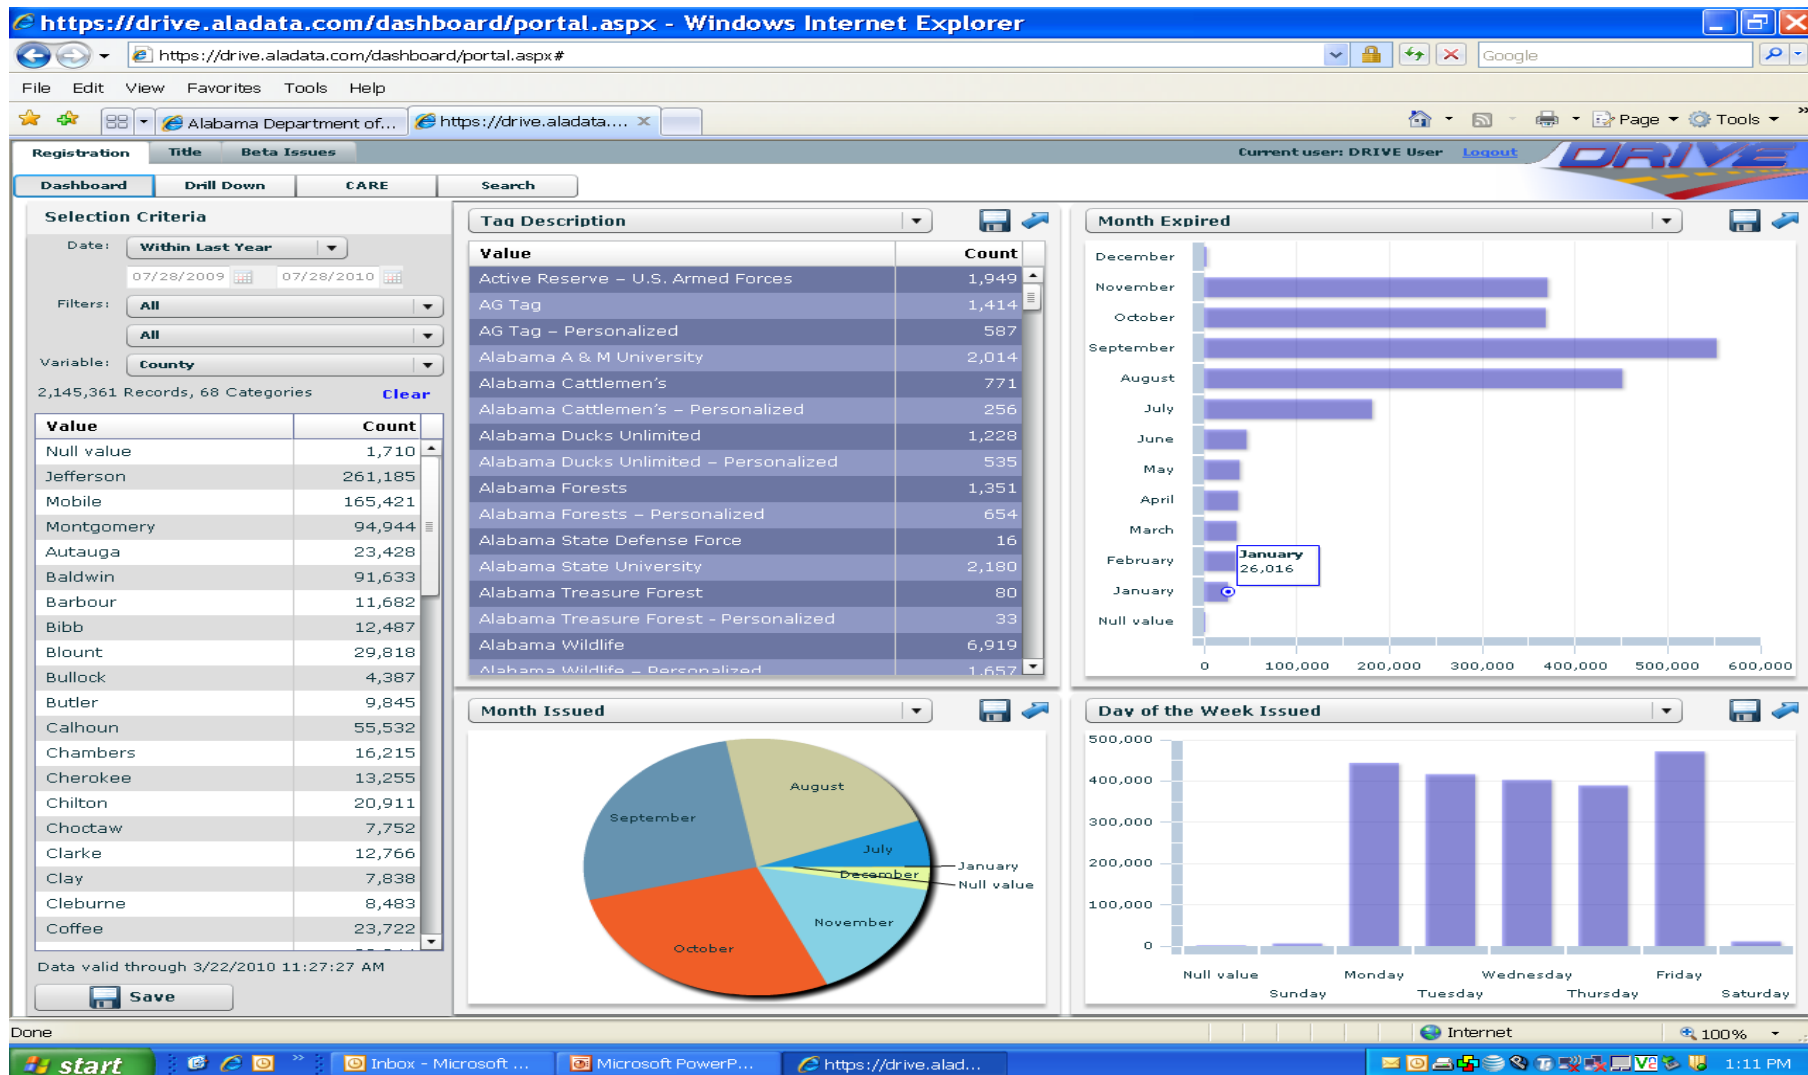 https://drive.aladata.com/dashboard/portal.aspx - Windows Internet Explorer
https://drive.aladata.com/dashboard/portal.aspx#
Google
File Edit View Favorites Tools Help
Alabama Department of...
https://drive.aladata....
Page Tools
Registration Title Beta Issues
Current user: DRIVE User Logout
DRIVE
Dashboard Drill Down CARE Search
Selection Criteria
Date: Within Last Year
07/28/2009 07/28/2010
Filters: All
All
Variable: County
2,145,361 Records, 68 Categories Clear
Value Count
Null value 1,710
Jefferson 261,185
Mobile 165,421
Montgomery 94,944
Autauga 23,428
Baldwin 91,633
Barbour 11,682
Bibb 12,487
Blount 29,818
Bullock 4,387
Butler 9,845
Calhoun 55,532
Chambers 16,215
Cherokee 13,255
Chilton 20,911
Choctaw 7,752
Clarke 12,766
Clay 7,838
Cleburne 8,483
Coffee 23,722
Data valid through 3/22/2010 11:27:27 AM
Save
Tag Description
Value Count
Active Reserve – U.S. Armed Forces 1,949
AG Tag 1,414
AG Tag – Personalized 587
Alabama A & M University 2,014
Alabama Cattlemen's 771
Alabama Cattlemen's – Personalized 256
Alabama Ducks Unlimited 1,228
Alabama Ducks Unlimited – Personalized 535
Alabama Forests 1,351
Alabama Forests – Personalized 654
Alabama State Defense Force 16
Alabama State University 2,180
Alabama Treasure Forest 80
Alabama Treasure Forest - Personalized 33
Alabama Wildlife 6,919
Alabama Wildlife – Personalized 1,657
Month Expired
December
November
October
September
August
July
June
May
April
March
February
January
Null value
January
26,016
0 100,000 200,000 300,000 400,000 500,000 600,000
Month Issued
August
September
July
January
December
Null value
November
October
Day of the Week Issued
500,000
400,000
300,000
200,000
100,000
0
Null value Monday Wednesday Friday
Sunday Tuesday Thursday Saturday
Done
Internet
100%
start
Inbox - Microsoft ...
Microsoft PowerP...
https://drive.alad...
1:11 PM